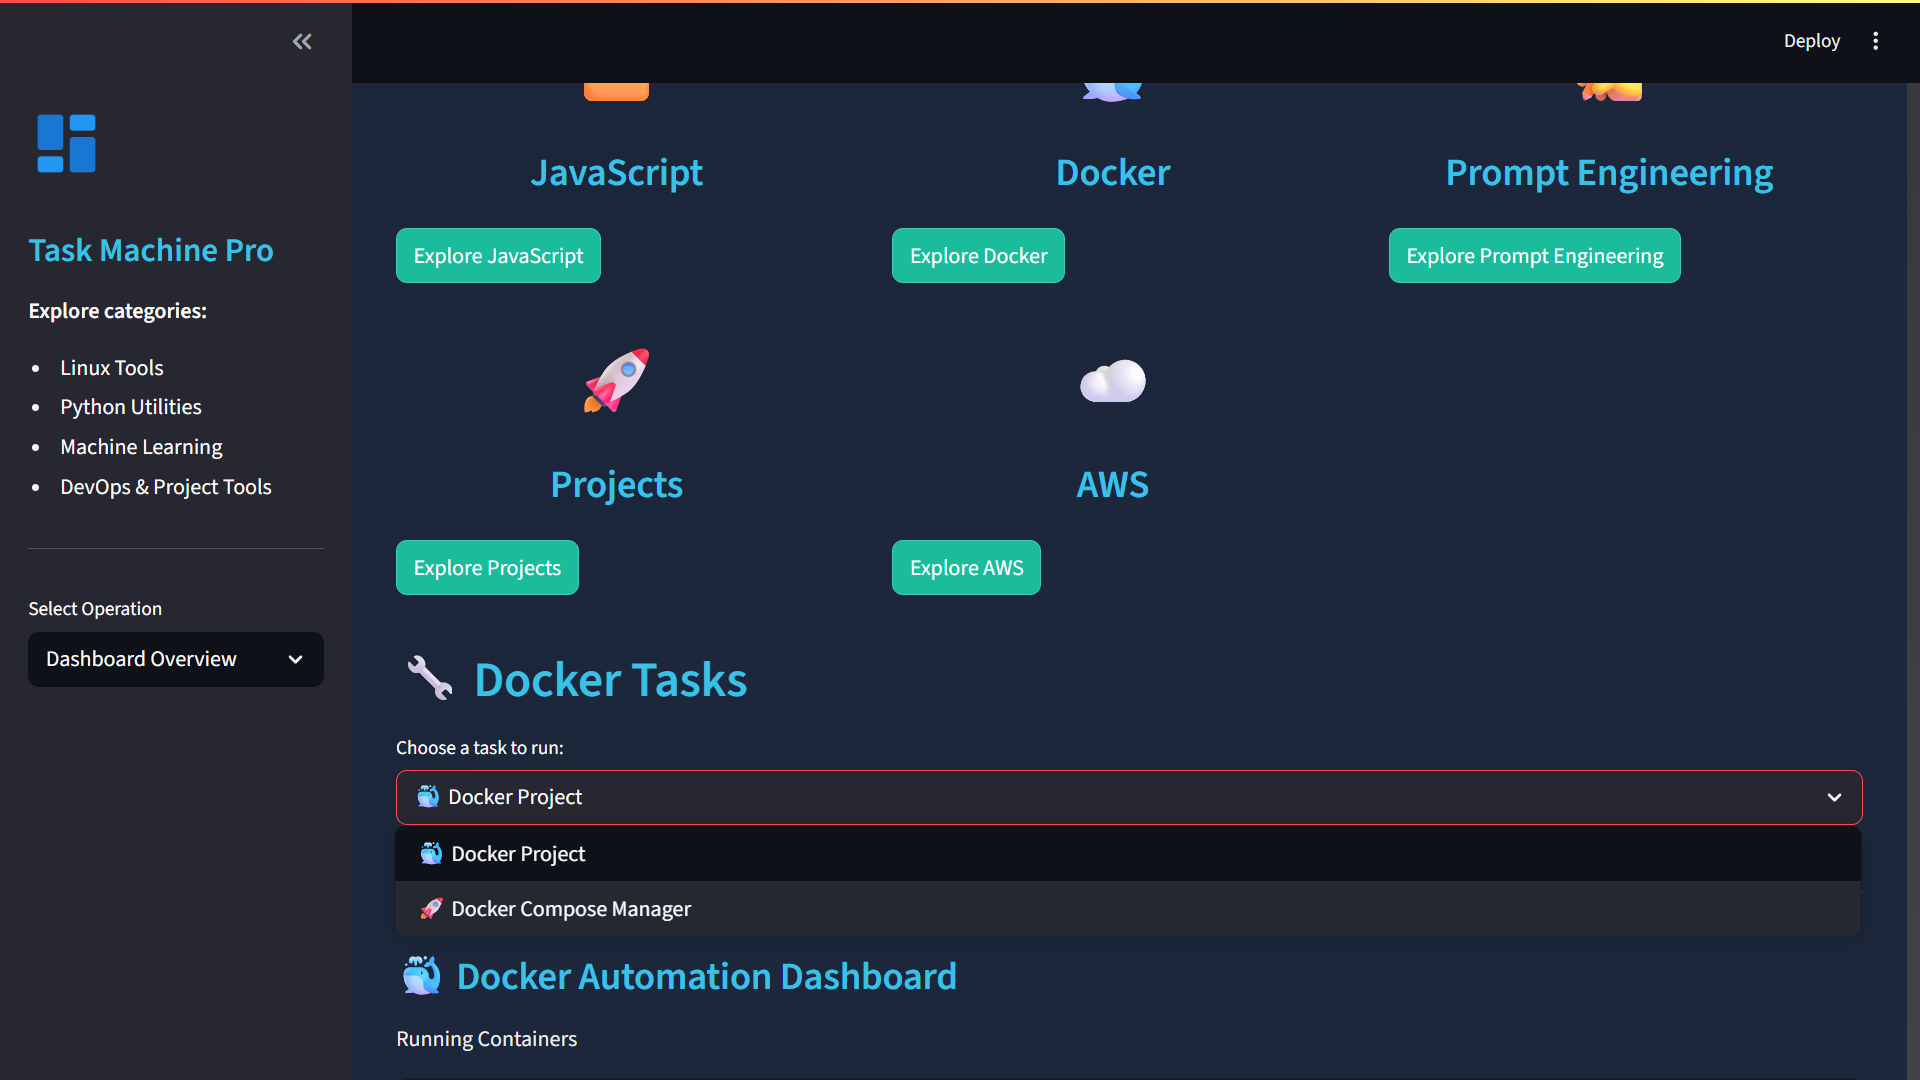 Deploy
Task Machine Pro
Explore categories:
Linux Tools
Python Utilities
Machine Learning
DevOps & Project Tools
Select Operation
Dashboard Overview
JavaScript
Docker
Prompt Engineering
Explore JavaScript
Explore Docker
Explore Prompt Engineering
Projects
AWS
Explore Projects
Explore AWS
Docker Tasks
Choose a task to run:
Docker Project
Docker Project
Docker Compose Manager
Docker Automation Dashboard
Running Containers